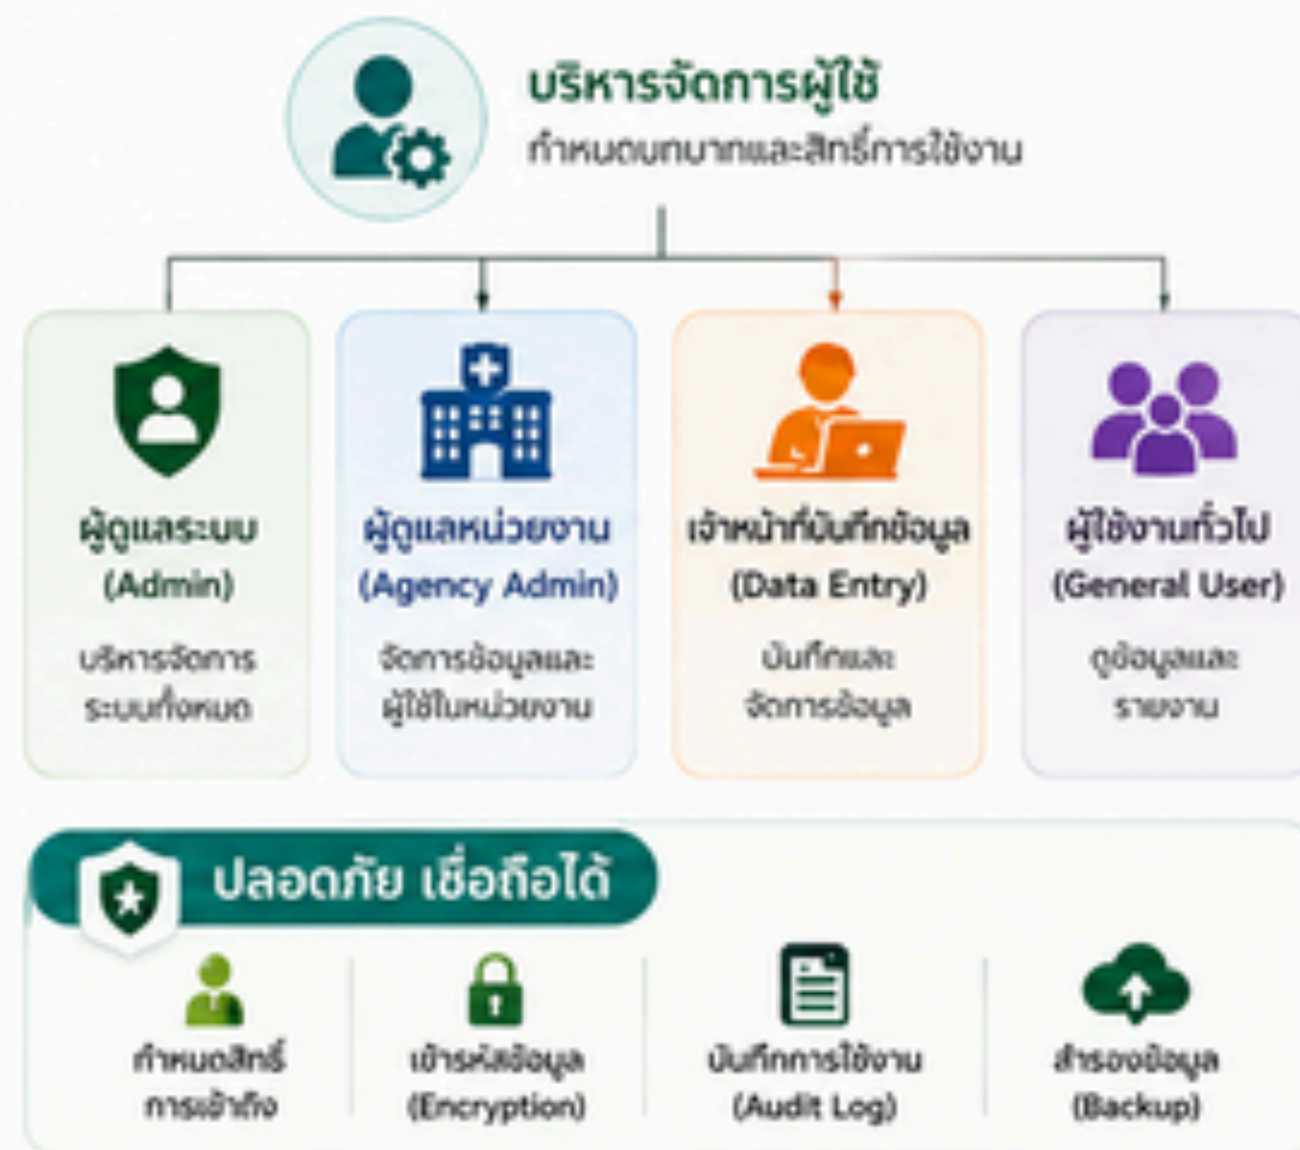 บริหารจัดการผู้ใช้
กำหนดบทบาทและสิทธิ์การใช้งาน
ผู้ดูแลระบบ
(Admin)
บริหารจัดการ
ระบบทั้งหมด
ผู้ดูแลหน่วยงาน
(Agency Admin)
จัดการข้อมูลและ
ผู้ใช้ในหน่วยงาน
เจ้าหน้าที่บันทึกข้อมูล
(Data Entry)
บันทึกและ
จัดการข้อมูล
ผู้ใช้งานทั่วไป
(General User)
ดูข้อมูลและ
รายงาน
ปลอดภัย เชื่อถือได้
กำหนดสิทธิ์
การเข้าถึง
เข้ารหัสข้อมูล
(Encryption)
บันทึกการใช้งาน
(Audit Log)
สำรองข้อมูล
(Backup)